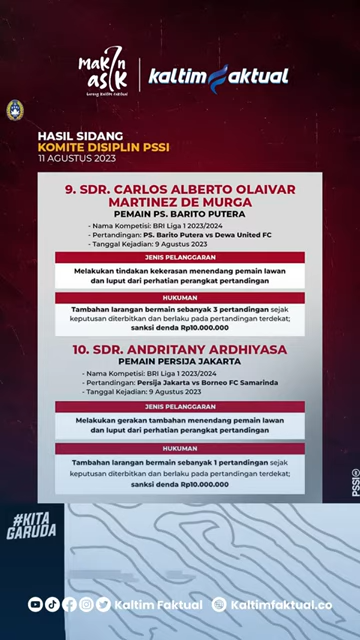 mak7n
as1k
bareng Kaltim Faktual
kaltim faktual
HASIL SIDANG
KOMITE DISIPLIN PSSI
11 AGUSTUS 2023
9. SDR. CARLOS ALBERTO OLAIVAR
MARTINEZ DE MURGA
PEMAIN PS. BARITO PUTERA
- Nama Kompetisi: BRI Liga 1 2023/2024
- Pertandingan: PS. Barito Putera vs Dewa United FC
- Tanggal Kejadian: 9 Agustus 2023
JENIS PELANGGARAN
Melakukan tindakan kekerasan menendang pemain lawan
dan luput dari perhatian perangkat pertandingan
HUKUMAN
Tambahan larangan bermain sebanyak 3 pertandingan sejak
keputusan diterbitkan dan berlaku pada pertandingan terdekat;
sanksi denda Rp10.000.000
10. SDR. ANDRITANY ARDHIYASA
PEMAIN PERSIJA JAKARTA
- Nama Kompetisi: BRI Liga 1 2023/2024
- Pertandingan: Persija Jakarta vs Borneo FC Samarinda
- Tanggal Kejadian: 9 Agustus 2023
JENIS PELANGGARAN
Melakukan gerakan tambahan menendang pemain lawan
dan luput dari perhatian perangkat pertandingan
HUKUMAN
Tambahan larangan bermain sebanyak 1 pertandingan sejak
keputusan diterbitkan dan berlaku pada pertandingan terdekat;
sanksi denda Rp10.000.000
PSSI
#KITA
GARUDA
Kaltim Faktual
Kaltimfaktual.co